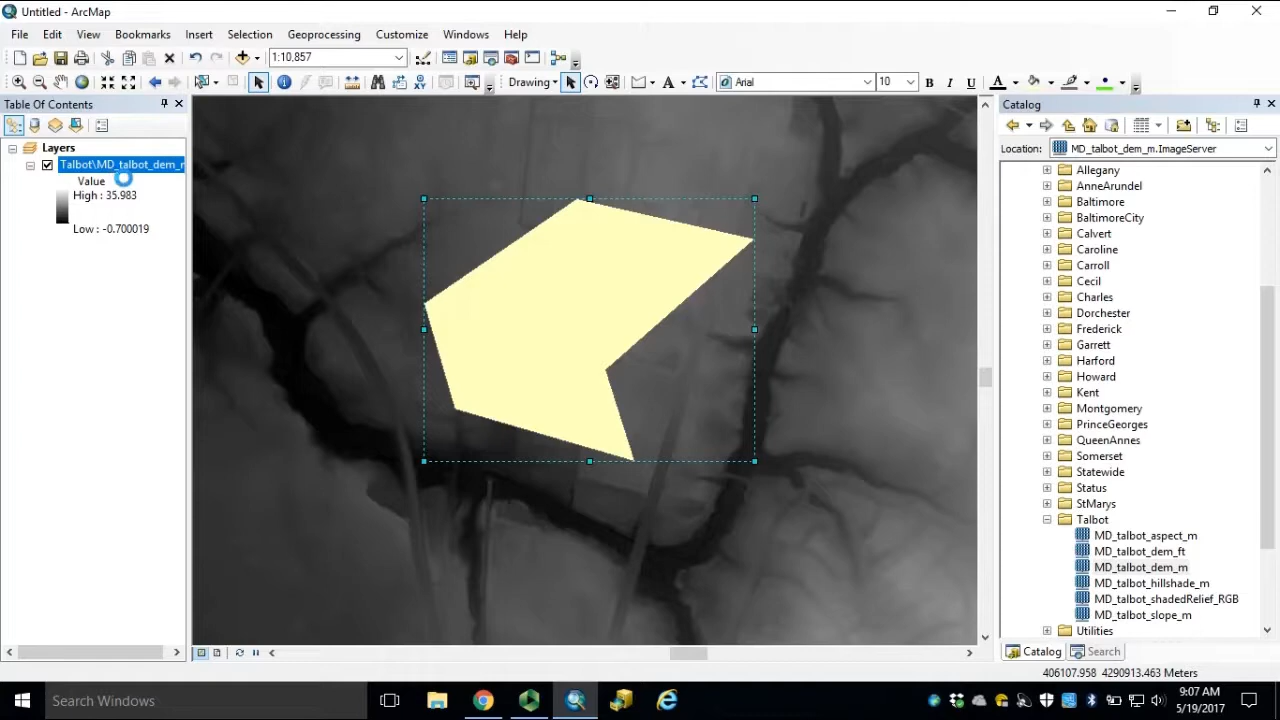 Untitled - ArcMap
File Edit View Bookmarks Insert Selection Geoprocessing Customize Windows Help
1:10,857
Drawing Arial 10 B I U A
Table Of Contents
Layers
Talbot\MD_talbot_dem_r
Value
High : 35.983
Low : -0.700019
Catalog
Location: MD_talbot_dem_m.ImageServer
Allegany
AnneArundel
Baltimore
BaltimoreCity
Calvert
Caroline
Carroll
Cecil
Charles
Dorchester
Frederick
Garrett
Harford
Howard
Kent
Montgomery
PrinceGeorges
QueenAnnes
Somerset
Statewide
Status
StMarys
Talbot
MD_talbot_aspect_m
MD_talbot_dem_ft
MD_talbot_dem_m
MD_talbot_hillshade_m
MD_talbot_shadedRelief_RGB
MD_talbot_slope_m
Utilities
Catalog Search
406107.958 4290913.463 Meters
Search Windows
9:07 AM
5/19/2017